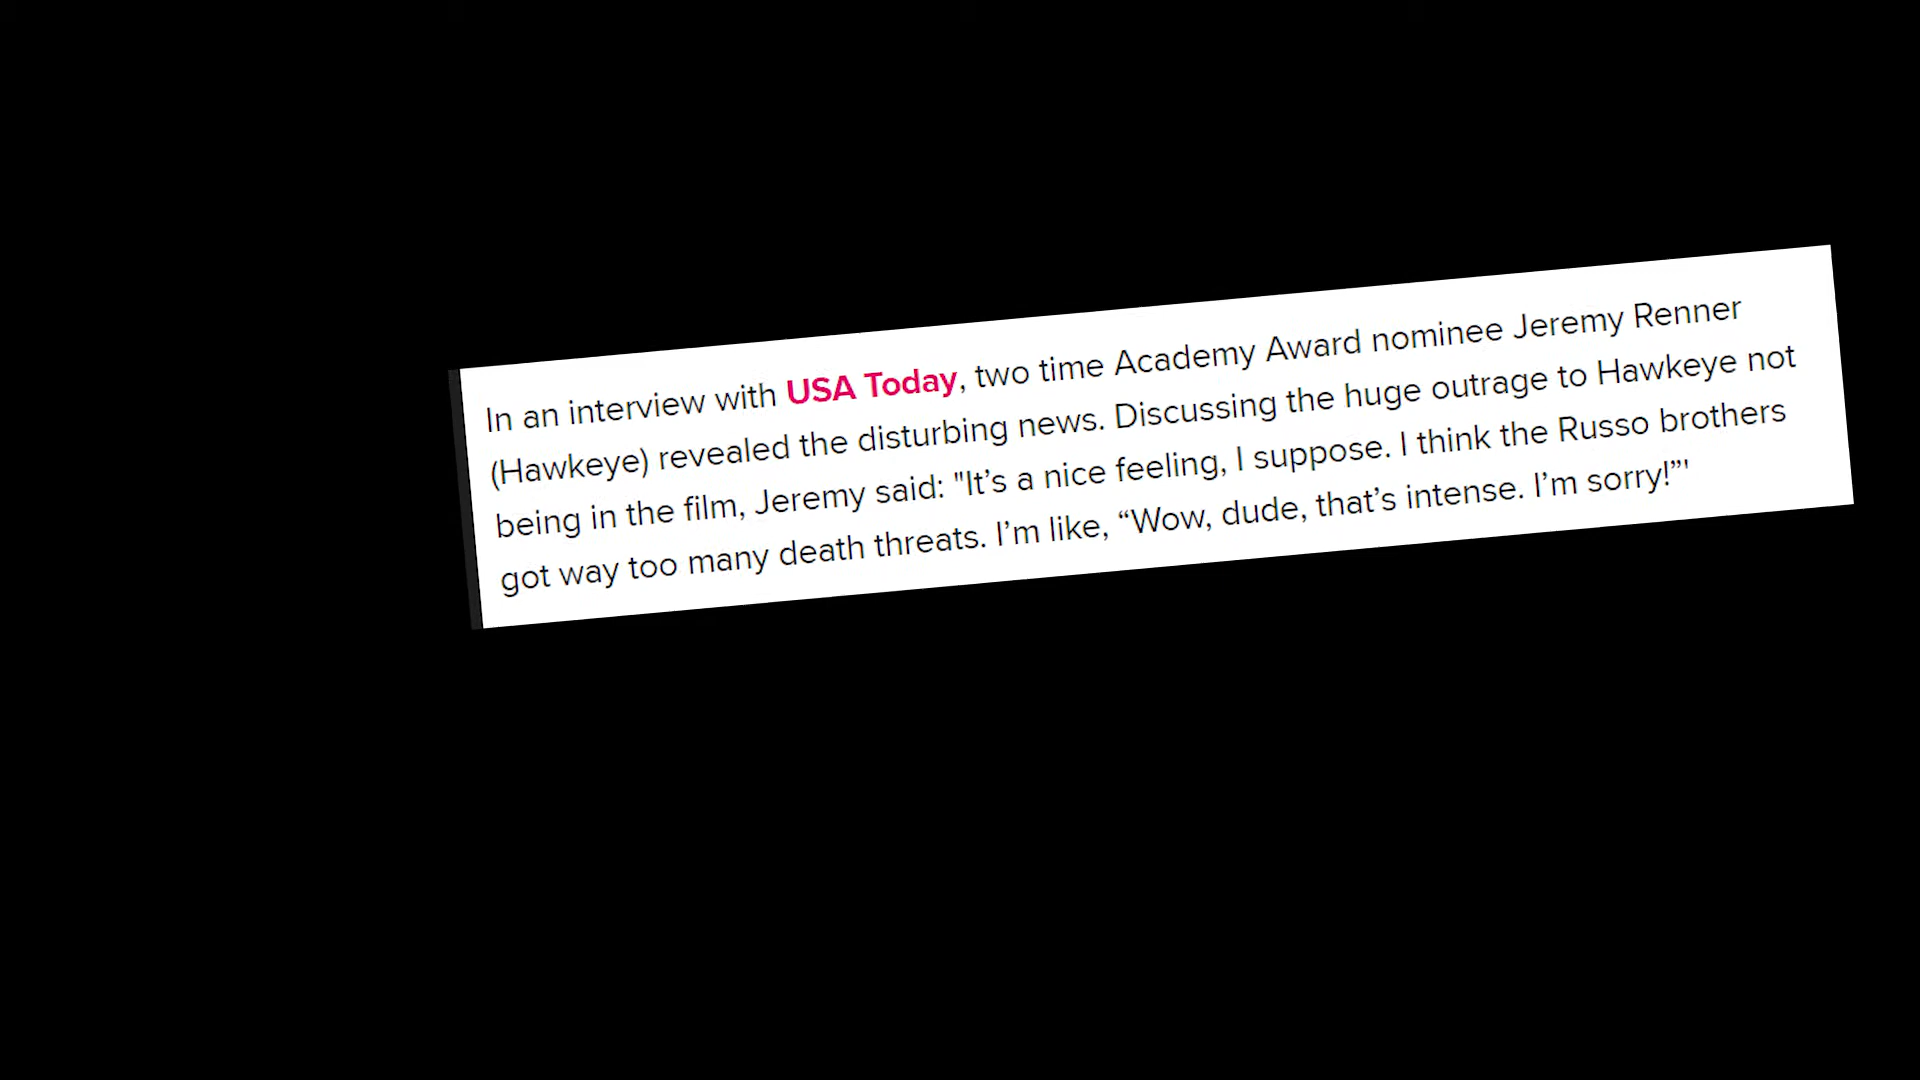 In an interview with USA Today, two time Academy Award nominee Jeremy Renner
(Hawkeye) revealed the disturbing news. Discussing the huge outrage to Hawkeye not
being in the film, Jeremy said: "It’s a nice feeling, I suppose. I think the Russo brothers
got way too many death threats. I’m like, “Wow, dude, that’s intense. I’m sorry!”'